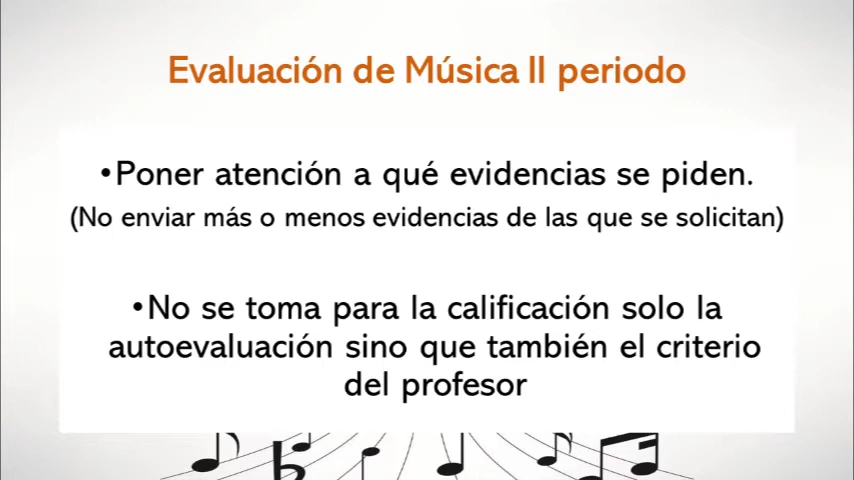 Evaluación de Música II periodo
•Poner atención a qué evidencias se piden.
(No enviar más o menos evidencias de las que se solicitan)
•No se toma para la calificación solo la
autoevaluación sino que también el criterio
del profesor